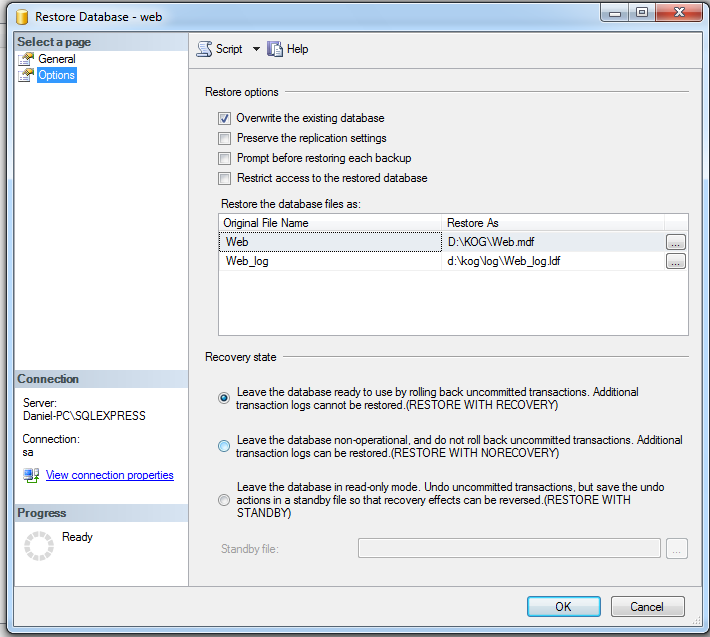 Restore Database - web
Select a page
General
Options
Script
Help
Restore options
Overwrite the existing database
Preserve the replication settings
Prompt before restoring each backup
Restrict access to the restored database
Restore the database files as:
Original File Name Restore As
Web D:\KOG\Web.mdf ...
Web_log d:\kog\log\Web_log.ldf ...
Recovery state
Leave the database ready to use by rolling back uncommitted transactions. Additional
transaction logs cannot be restored.(RESTORE WITH RECOVERY)
Leave the database non-operational, and do not roll back uncommitted transactions. Additional
transaction logs can be restored.(RESTORE WITH NORECOVERY)
Leave the database in read-only mode. Undo uncommitted transactions, but save the undo
actions in a standby file so that recovery effects can be reversed.(RESTORE WITH
STANDBY)
Standby file: ...
Connection
Server:
Daniel-PC\SQLEXPRESS
Connection:
sa
View connection properties
Progress
Ready
OK Cancel